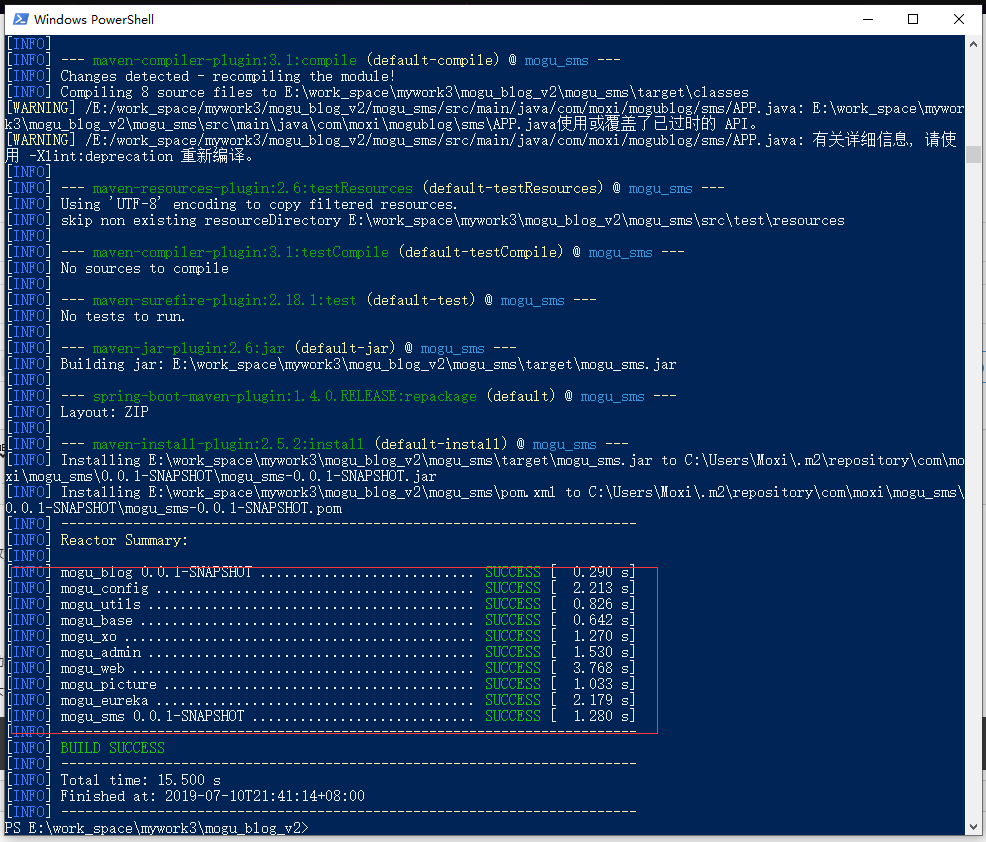 Windows PowerShell
[INFO]
[INFO] --- maven-compiler-plugin:3.1:compile (default-compile) @ mogu_sms ---
[INFO] Changes detected - recompiling the module!
[INFO] Compiling 8 source files to E:\work_space\mywork3\mogu_blog_v2\mogu_sms\target\classes
[WARNING] /E:/work_space/mywork3/mogu_blog_v2/mogu_sms/src/main/java/com/moxi/mogublog/sms/APP.java: E:\work_space\mywor
k3\mogu_blog_v2\mogu_sms\src\main\java\com\moxi\mogublog\sms\APP.java使用或覆盖了已过时的 API。
[WARNING] /E:/work_space/mywork3/mogu_blog_v2/mogu_sms/src/main/java/com/moxi/mogublog/sms/APP.java: 有关详细信息, 请使
用 -Xlint:deprecation 重新编译。
[INFO]
[INFO] --- maven-resources-plugin:2.6:testResources (default-testResources) @ mogu_sms ---
[INFO] Using 'UTF-8' encoding to copy filtered resources.
[INFO] skip non existing resourceDirectory E:\work_space\mywork3\mogu_blog_v2\mogu_sms\src\test\resources
[INFO]
[INFO] --- maven-compiler-plugin:3.1:testCompile (default-testCompile) @ mogu_sms ---
[INFO] No sources to compile
[INFO]
[INFO] --- maven-surefire-plugin:2.18.1:test (default-test) @ mogu_sms ---
[INFO] No tests to run.
[INFO]
[INFO] --- maven-jar-plugin:2.6:jar (default-jar) @ mogu_sms ---
[INFO] Building jar: E:\work_space\mywork3\mogu_blog_v2\mogu_sms\target\mogu_sms.jar
[INFO]
[INFO] --- spring-boot-maven-plugin:1.4.0.RELEASE:repackage (default) @ mogu_sms ---
[INFO] Layout: ZIP
[INFO]
[INFO] --- maven-install-plugin:2.5.2:install (default-install) @ mogu_sms ---
[INFO] Installing E:\work_space\mywork3\mogu_blog_v2\mogu_sms\target\mogu_sms.jar to C:\Users\Moxi\.m2\repository\com\mo
xi\mogu_sms\0.0.1-SNAPSHOT\mogu_sms-0.0.1-SNAPSHOT.jar
[INFO] Installing E:\work_space\mywork3\mogu_blog_v2\mogu_sms\pom.xml to C:\Users\Moxi\.m2\repository\com\moxi\mogu_sms\
0.0.1-SNAPSHOT\mogu_sms-0.0.1-SNAPSHOT.pom
[INFO] ------------------------------------------------------------------------
[INFO] Reactor Summary:
[INFO]
[INFO] mogu_blog 0.0.1-SNAPSHOT ........................... SUCCESS [  0.290 s]
[INFO] mogu_config ........................................ SUCCESS [  2.213 s]
[INFO] mogu_utils ......................................... SUCCESS [  0.826 s]
[INFO] mogu_base .......................................... SUCCESS [  0.642 s]
[INFO] mogu_xo ............................................ SUCCESS [  1.270 s]
[INFO] mogu_admin ......................................... SUCCESS [  1.530 s]
[INFO] mogu_web ........................................... SUCCESS [  3.768 s]
[INFO] mogu_picture ....................................... SUCCESS [  1.033 s]
[INFO] mogu_eureka ........................................ SUCCESS [  2.179 s]
[INFO] mogu_sms 0.0.1-SNAPSHOT ............................ SUCCESS [  1.280 s]
[INFO] ------------------------------------------------------------------------
[INFO] BUILD SUCCESS
[INFO] ------------------------------------------------------------------------
[INFO] Total time: 15.500 s
[INFO] Finished at: 2019-07-10T21:41:14+08:00
[INFO] ------------------------------------------------------------------------
PS E:\work_space\mywork3\mogu_blog_v2>